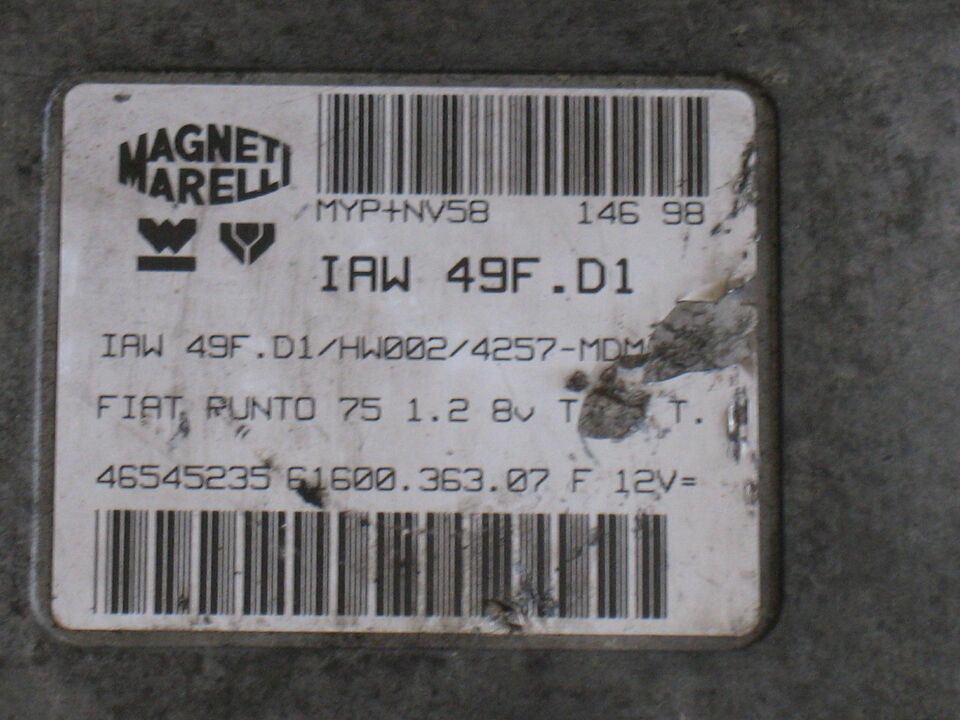 MAGNETI
MARELLI
MYP+NV58 146 98
IAW 49F.D1
IAW 49F.D1/HW002/4257-MDM
FIAT PUNTO 75 1.2 8v T.
46545235 61600.363.07 F 12V=